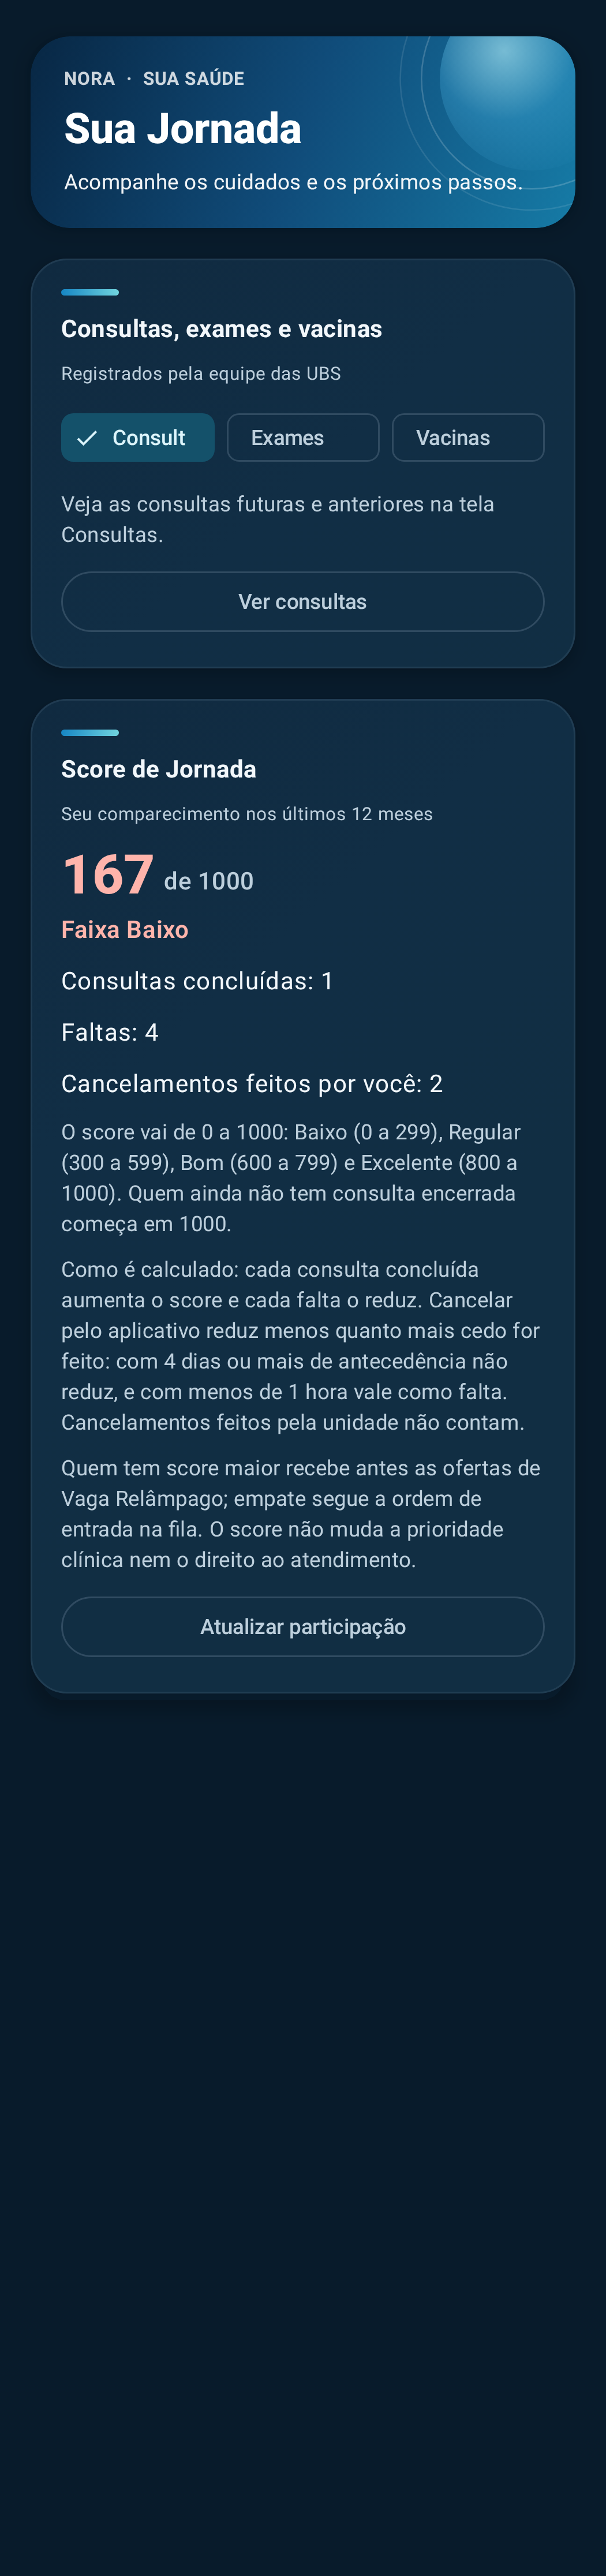 NORA · SUA SAÚDE
Sua Jornada
Acompanhe os cuidados e os próximos passos.
Consultas, exames e vacinas
Registrados pela equipe das UBS
Consult
Exames
Vacinas
Veja as consultas futuras e anteriores na tela
Consultas.
Ver consultas
Score de Jornada
Seu comparecimento nos últimos 12 meses
167 de 1000
Faixa Baixo
Consultas concluídas: 1
Faltas: 4
Cancelamentos feitos por você: 2
O score vai de 0 a 1000: Baixo (0 a 299), Regular
(300 a 599), Bom (600 a 799) e Excelente (800 a
1000). Quem ainda não tem consulta encerrada
começa em 1000.
Como é calculado: cada consulta concluída
aumenta o score e cada falta o reduz. Cancelar
pelo aplicativo reduz menos quanto mais cedo for
feito: com 4 dias ou mais de antecedência não
reduz, e com menos de 1 hora vale como falta.
Cancelamentos feitos pela unidade não contam.
Quem tem score maior recebe antes as ofertas de
Vaga Relâmpago; empate segue a ordem de
entrada na fila. O score não muda a prioridade
clínica nem o direito ao atendimento.
Atualizar participação